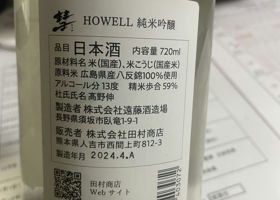 HOWELL 純米吟醸
品目 日本酒 内容量 720ml
原材料名 米(国産)、米こうじ(国産米)
原料米 広島県産八反錦100%使用
アルコール分 13度 精米歩合 59%
杜氏氏名 高野伸
製造者 株式会社遠藤酒造場
長野県須坂市臥竜1-9-1
販売者 株式会社田村商店
熊本県人吉市西間上町812-3
製造年月 2024.4.A
田村商店
Web サイト